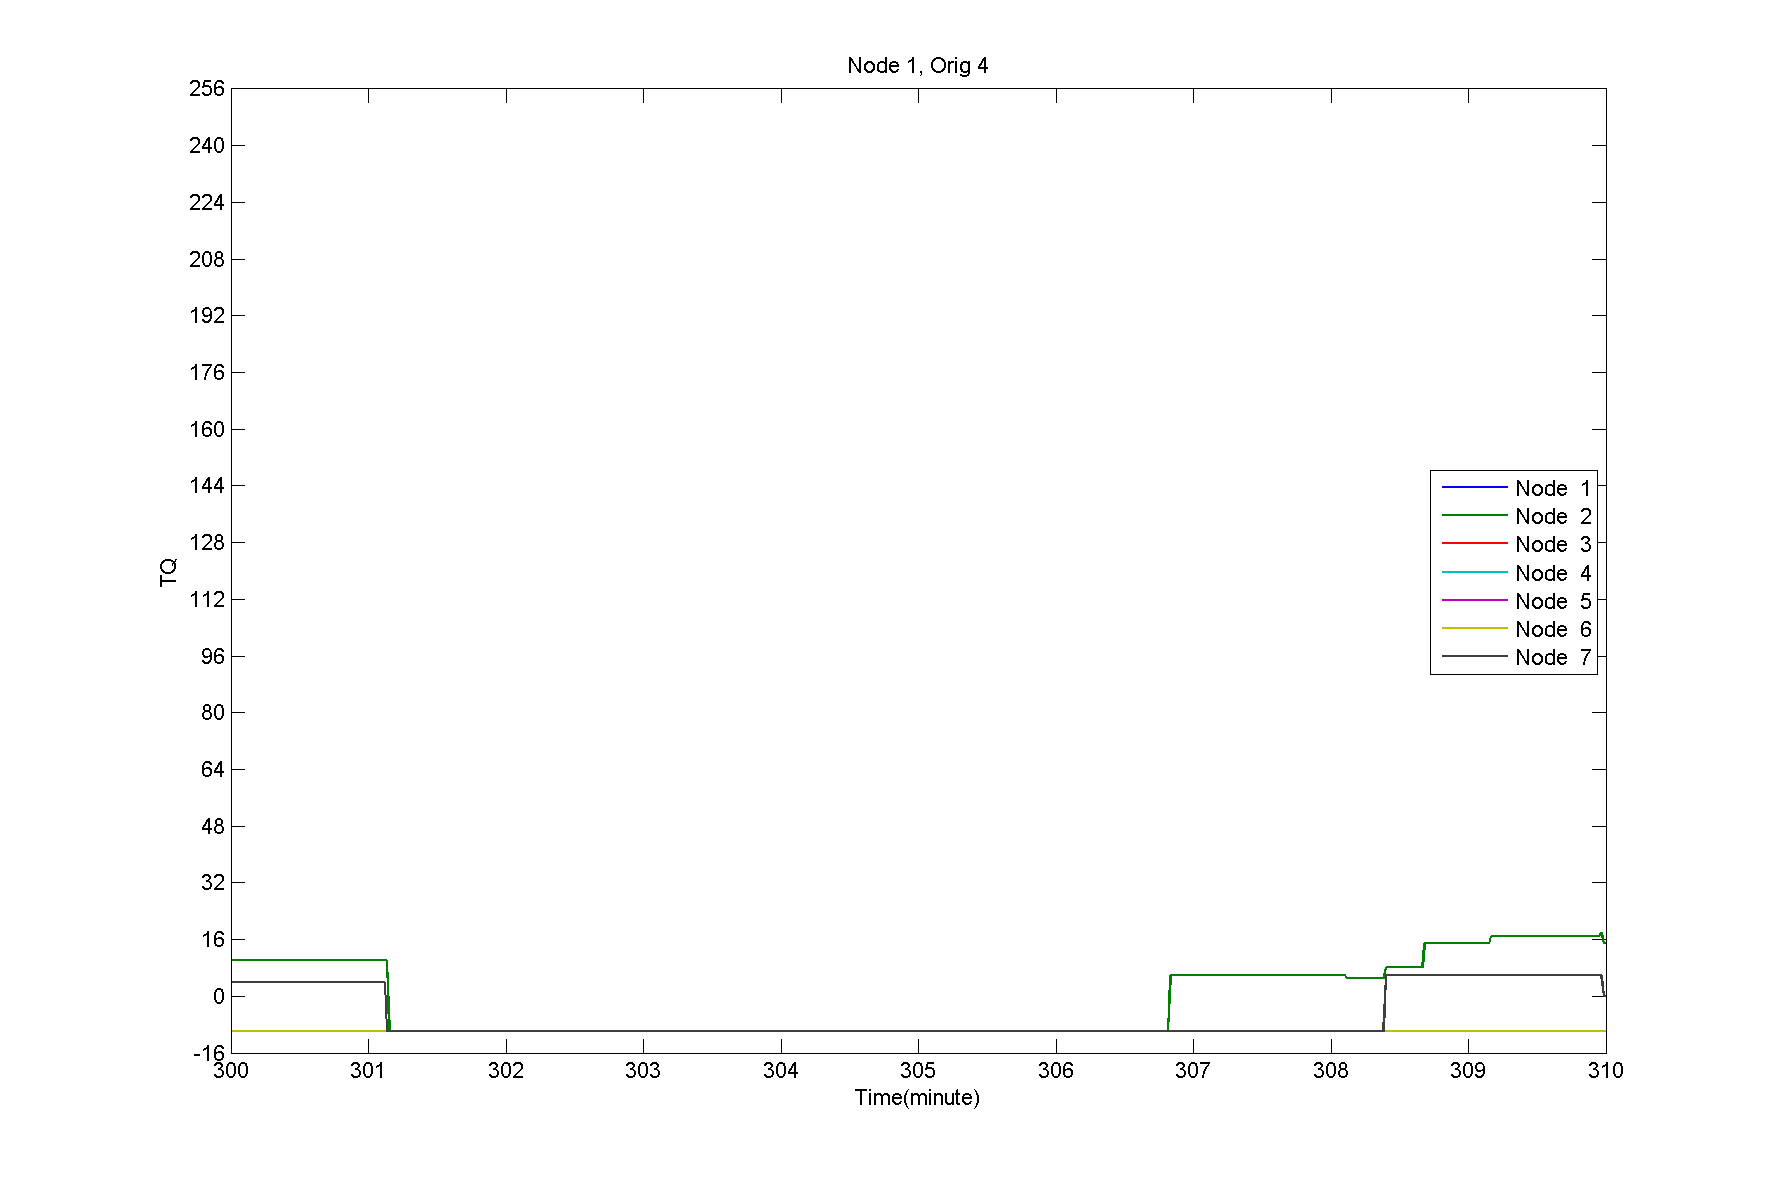 Node 1, Orig 4
256
240
224
208
192
176
160
144
128
112
96
80
64
48
32
16
0
-16
TQ
Node 1
Node 2
Node 3
Node 4
Node 5
Node 6
Node 7
300 301 302 303 304 305 306 307 308 309 310
Time(minute)